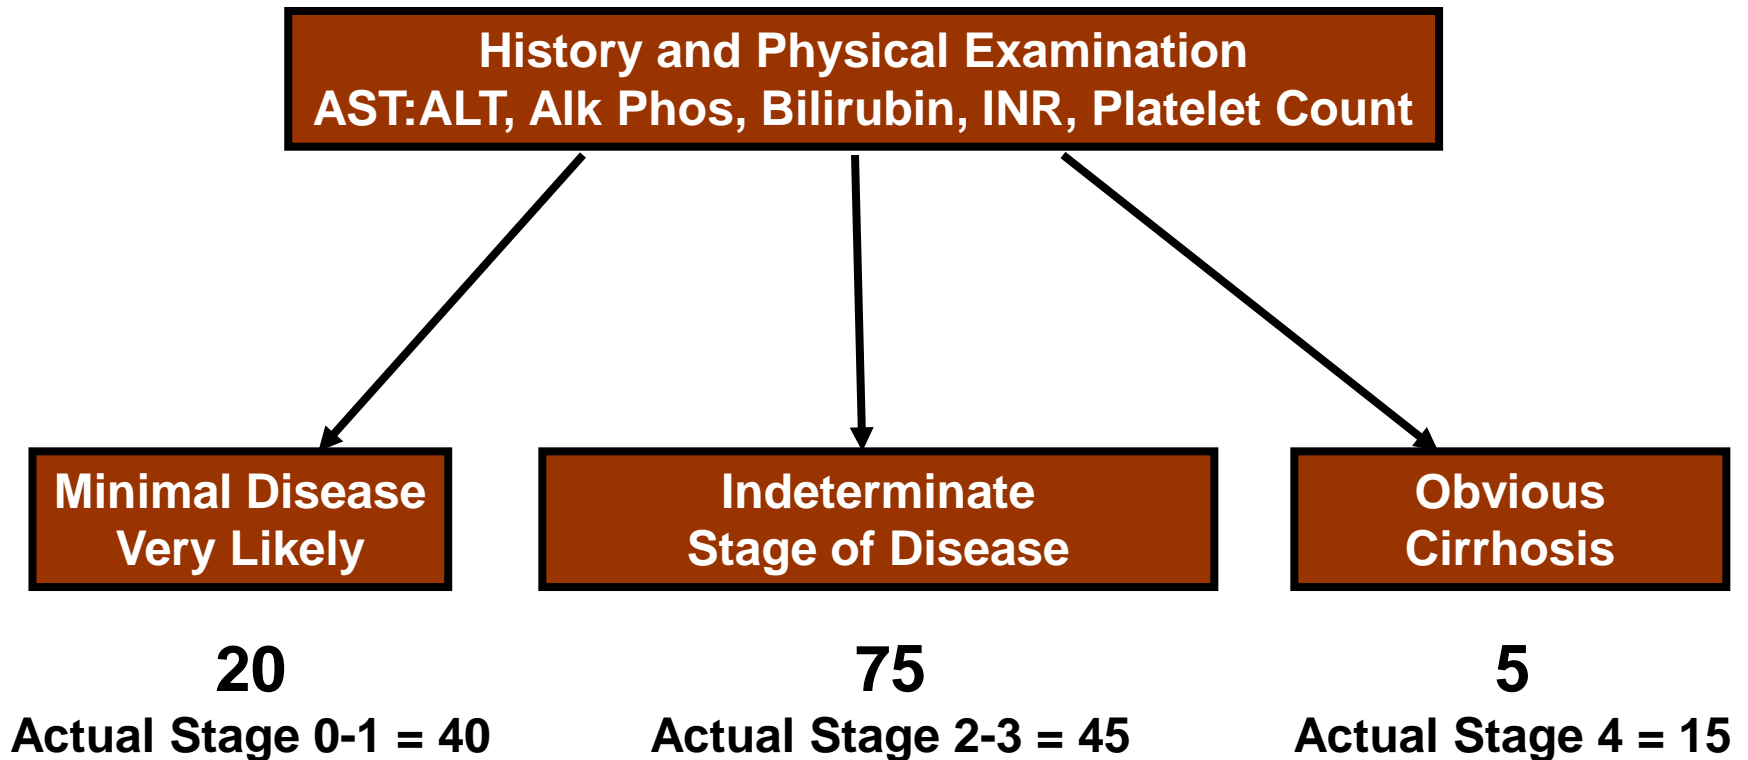 History and Physical Examination
AST:ALT, Alk Phos, Bilirubin, INR, Platelet Count
Minimal Disease
Very Likely
Indeterminate
Stage of Disease
Obvious
Cirrhosis
20
75
5
Actual Stage 0-1 = 40
Actual Stage 2-3 = 45
Actual Stage 4 = 15